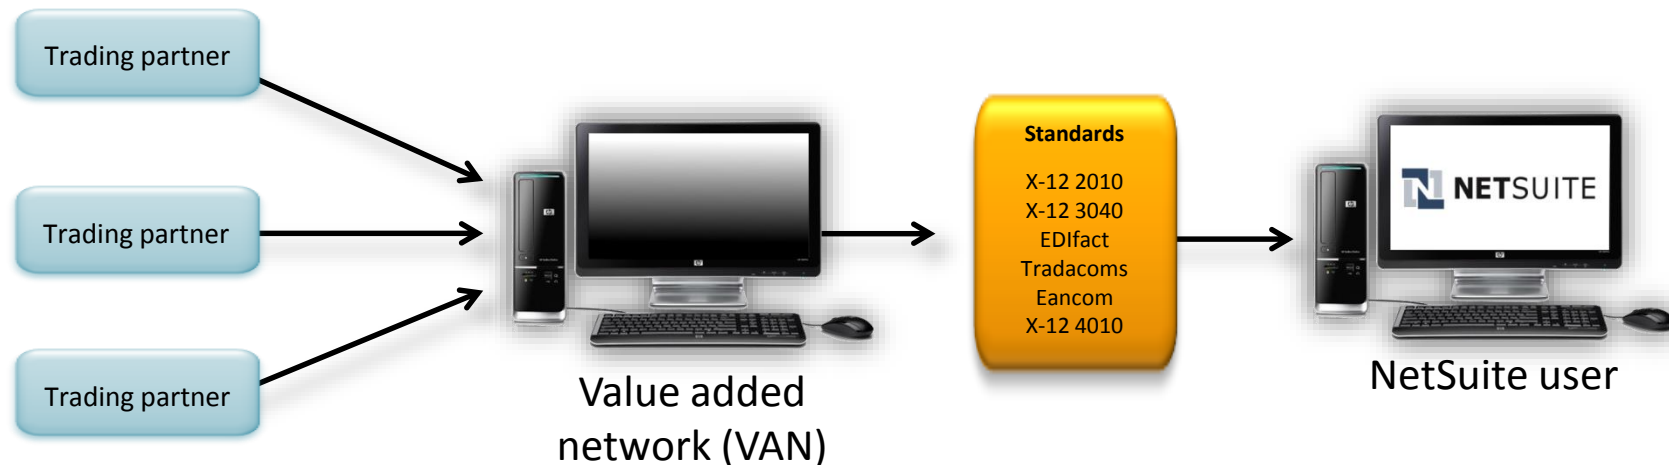 Trading partner
Trading partner
Trading partner
Value added
network (VAN)
Standards
X-12 2010
X-12 3040
EDIfact
Tradacoms
Eancom
X-12 4010
NETSUITE
NetSuite user